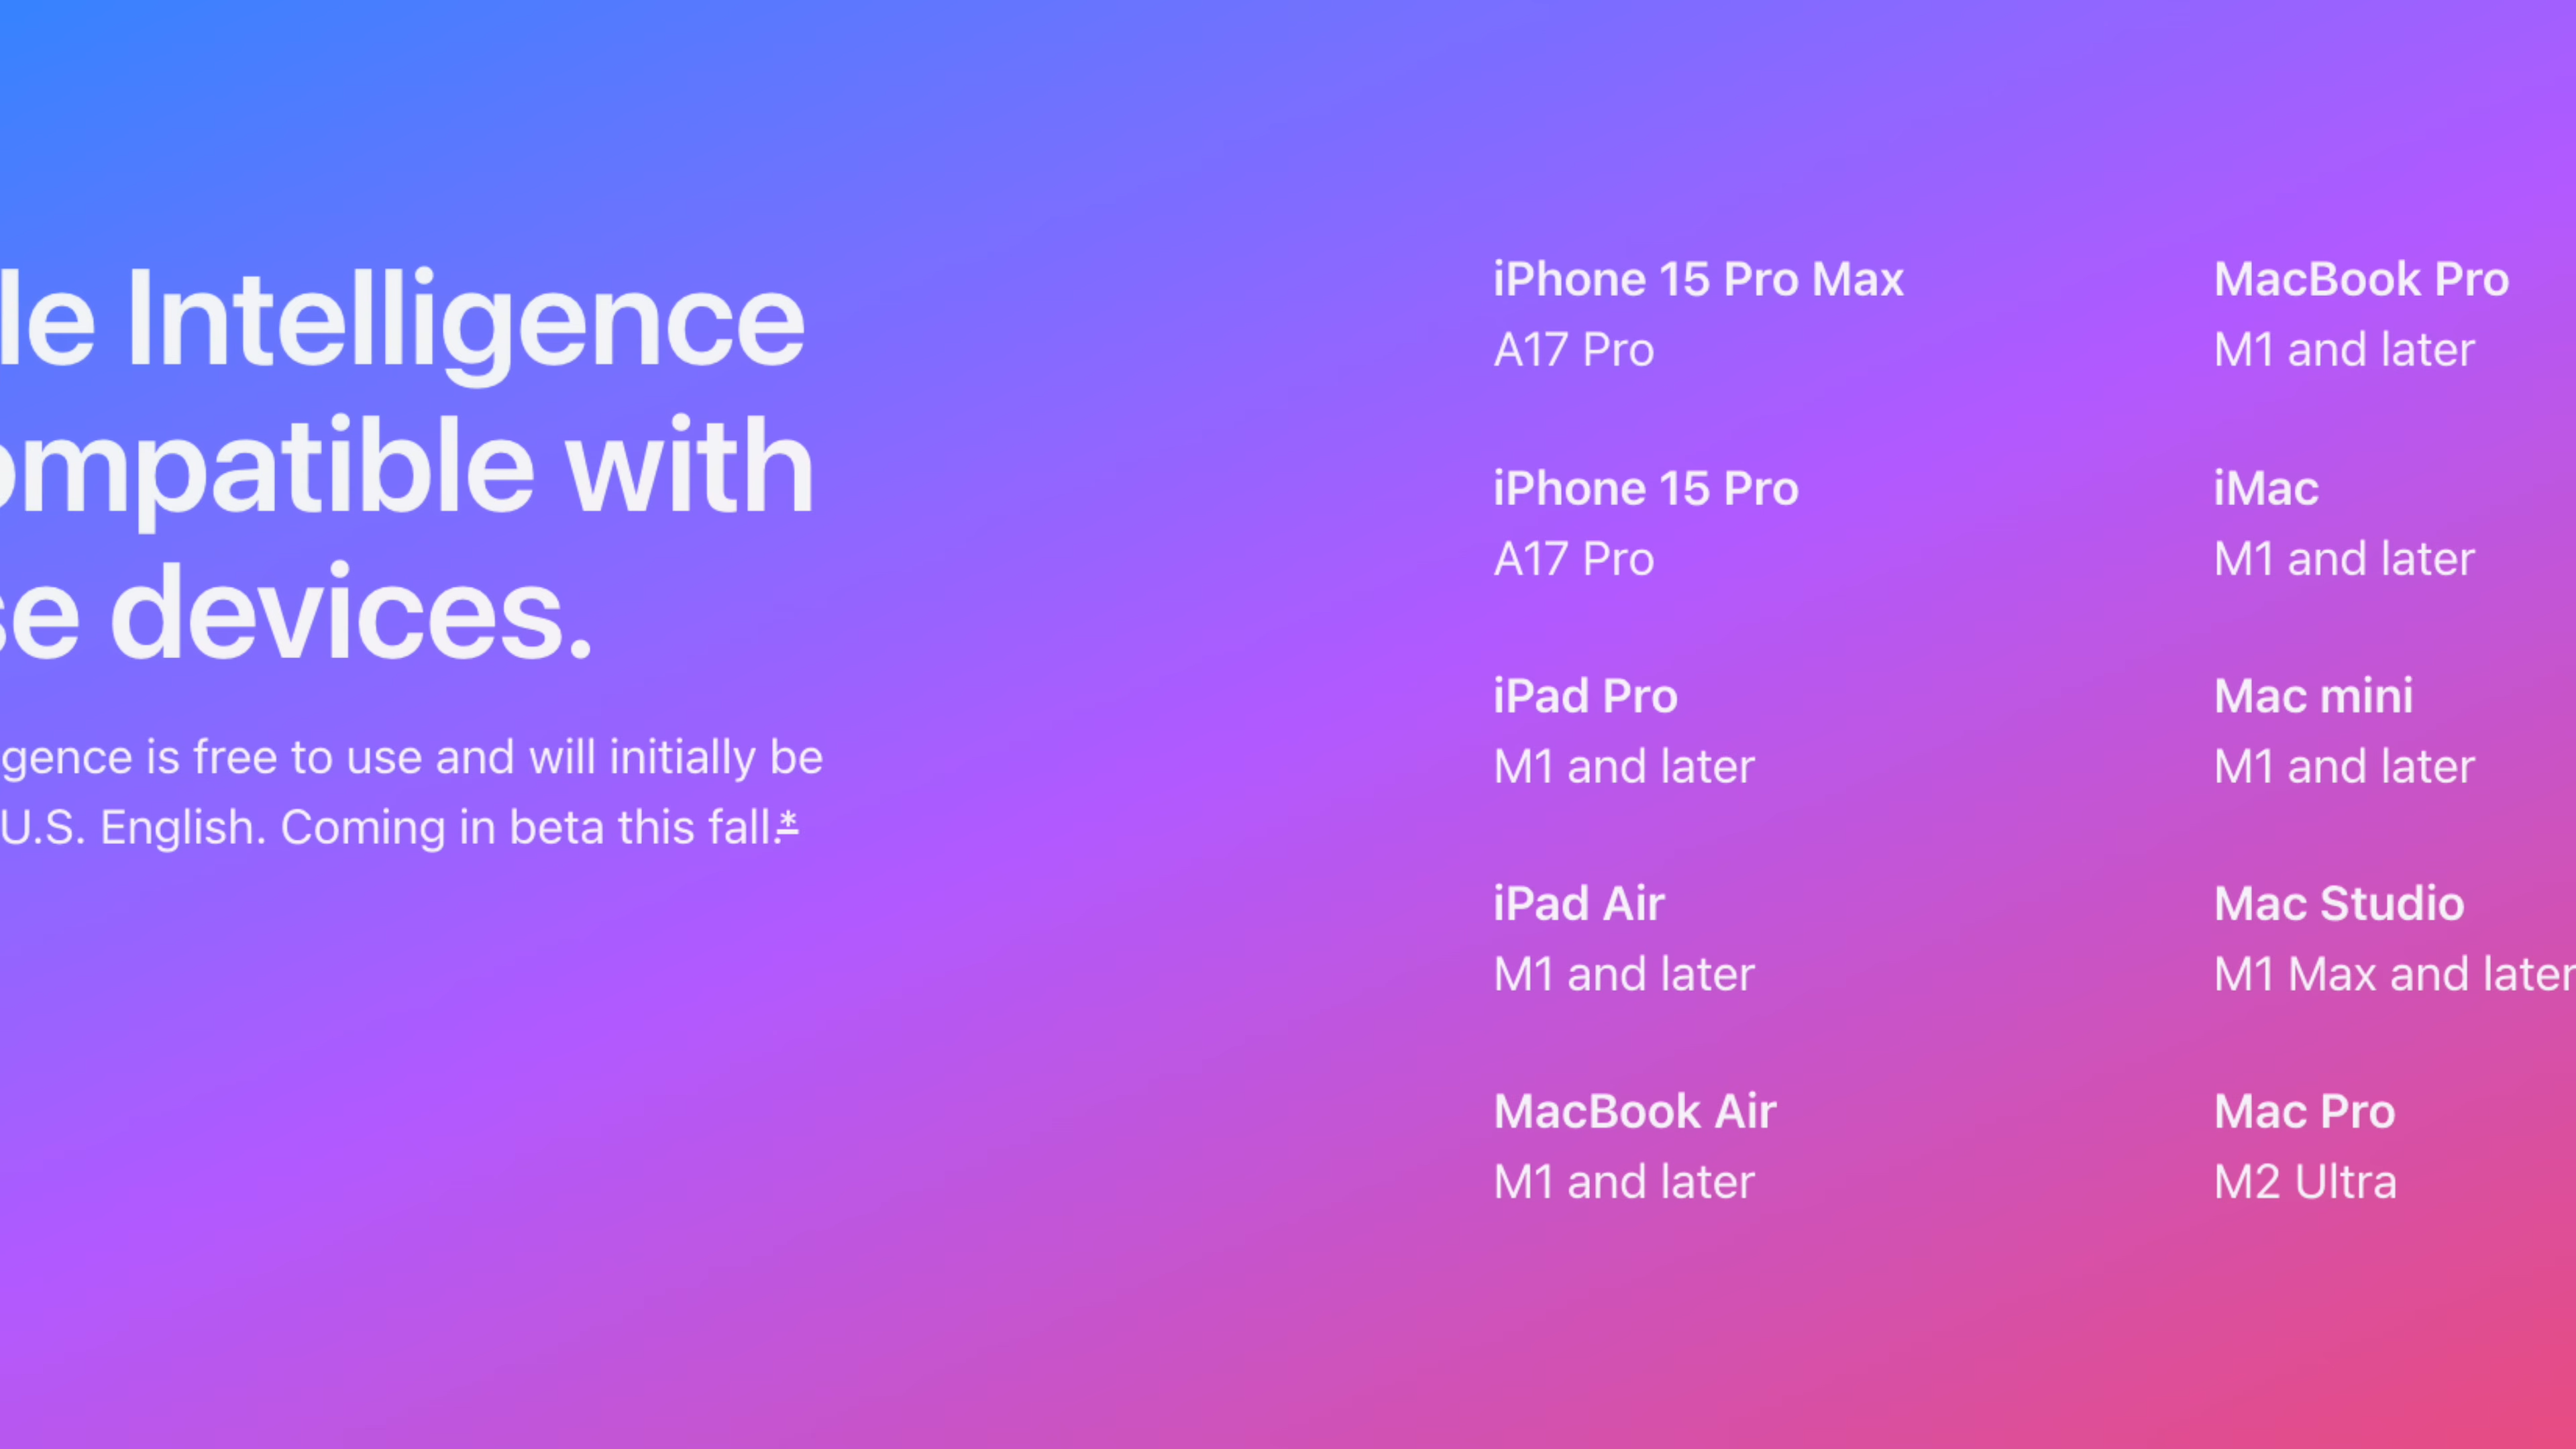 le Intelligence
ompatible with
se devices.
gence is free to use and will initially be
U.S. English. Coming in beta this fall.*
iPhone 15 Pro Max
A17 Pro
iPhone 15 Pro
A17 Pro
iPad Pro
M1 and later
iPad Air
M1 and later
MacBook Air
M1 and later
MacBook Pro
M1 and later
iMac
M1 and later
Mac mini
M1 and later
Mac Studio
M1 Max and later
Mac Pro
M2 Ultra